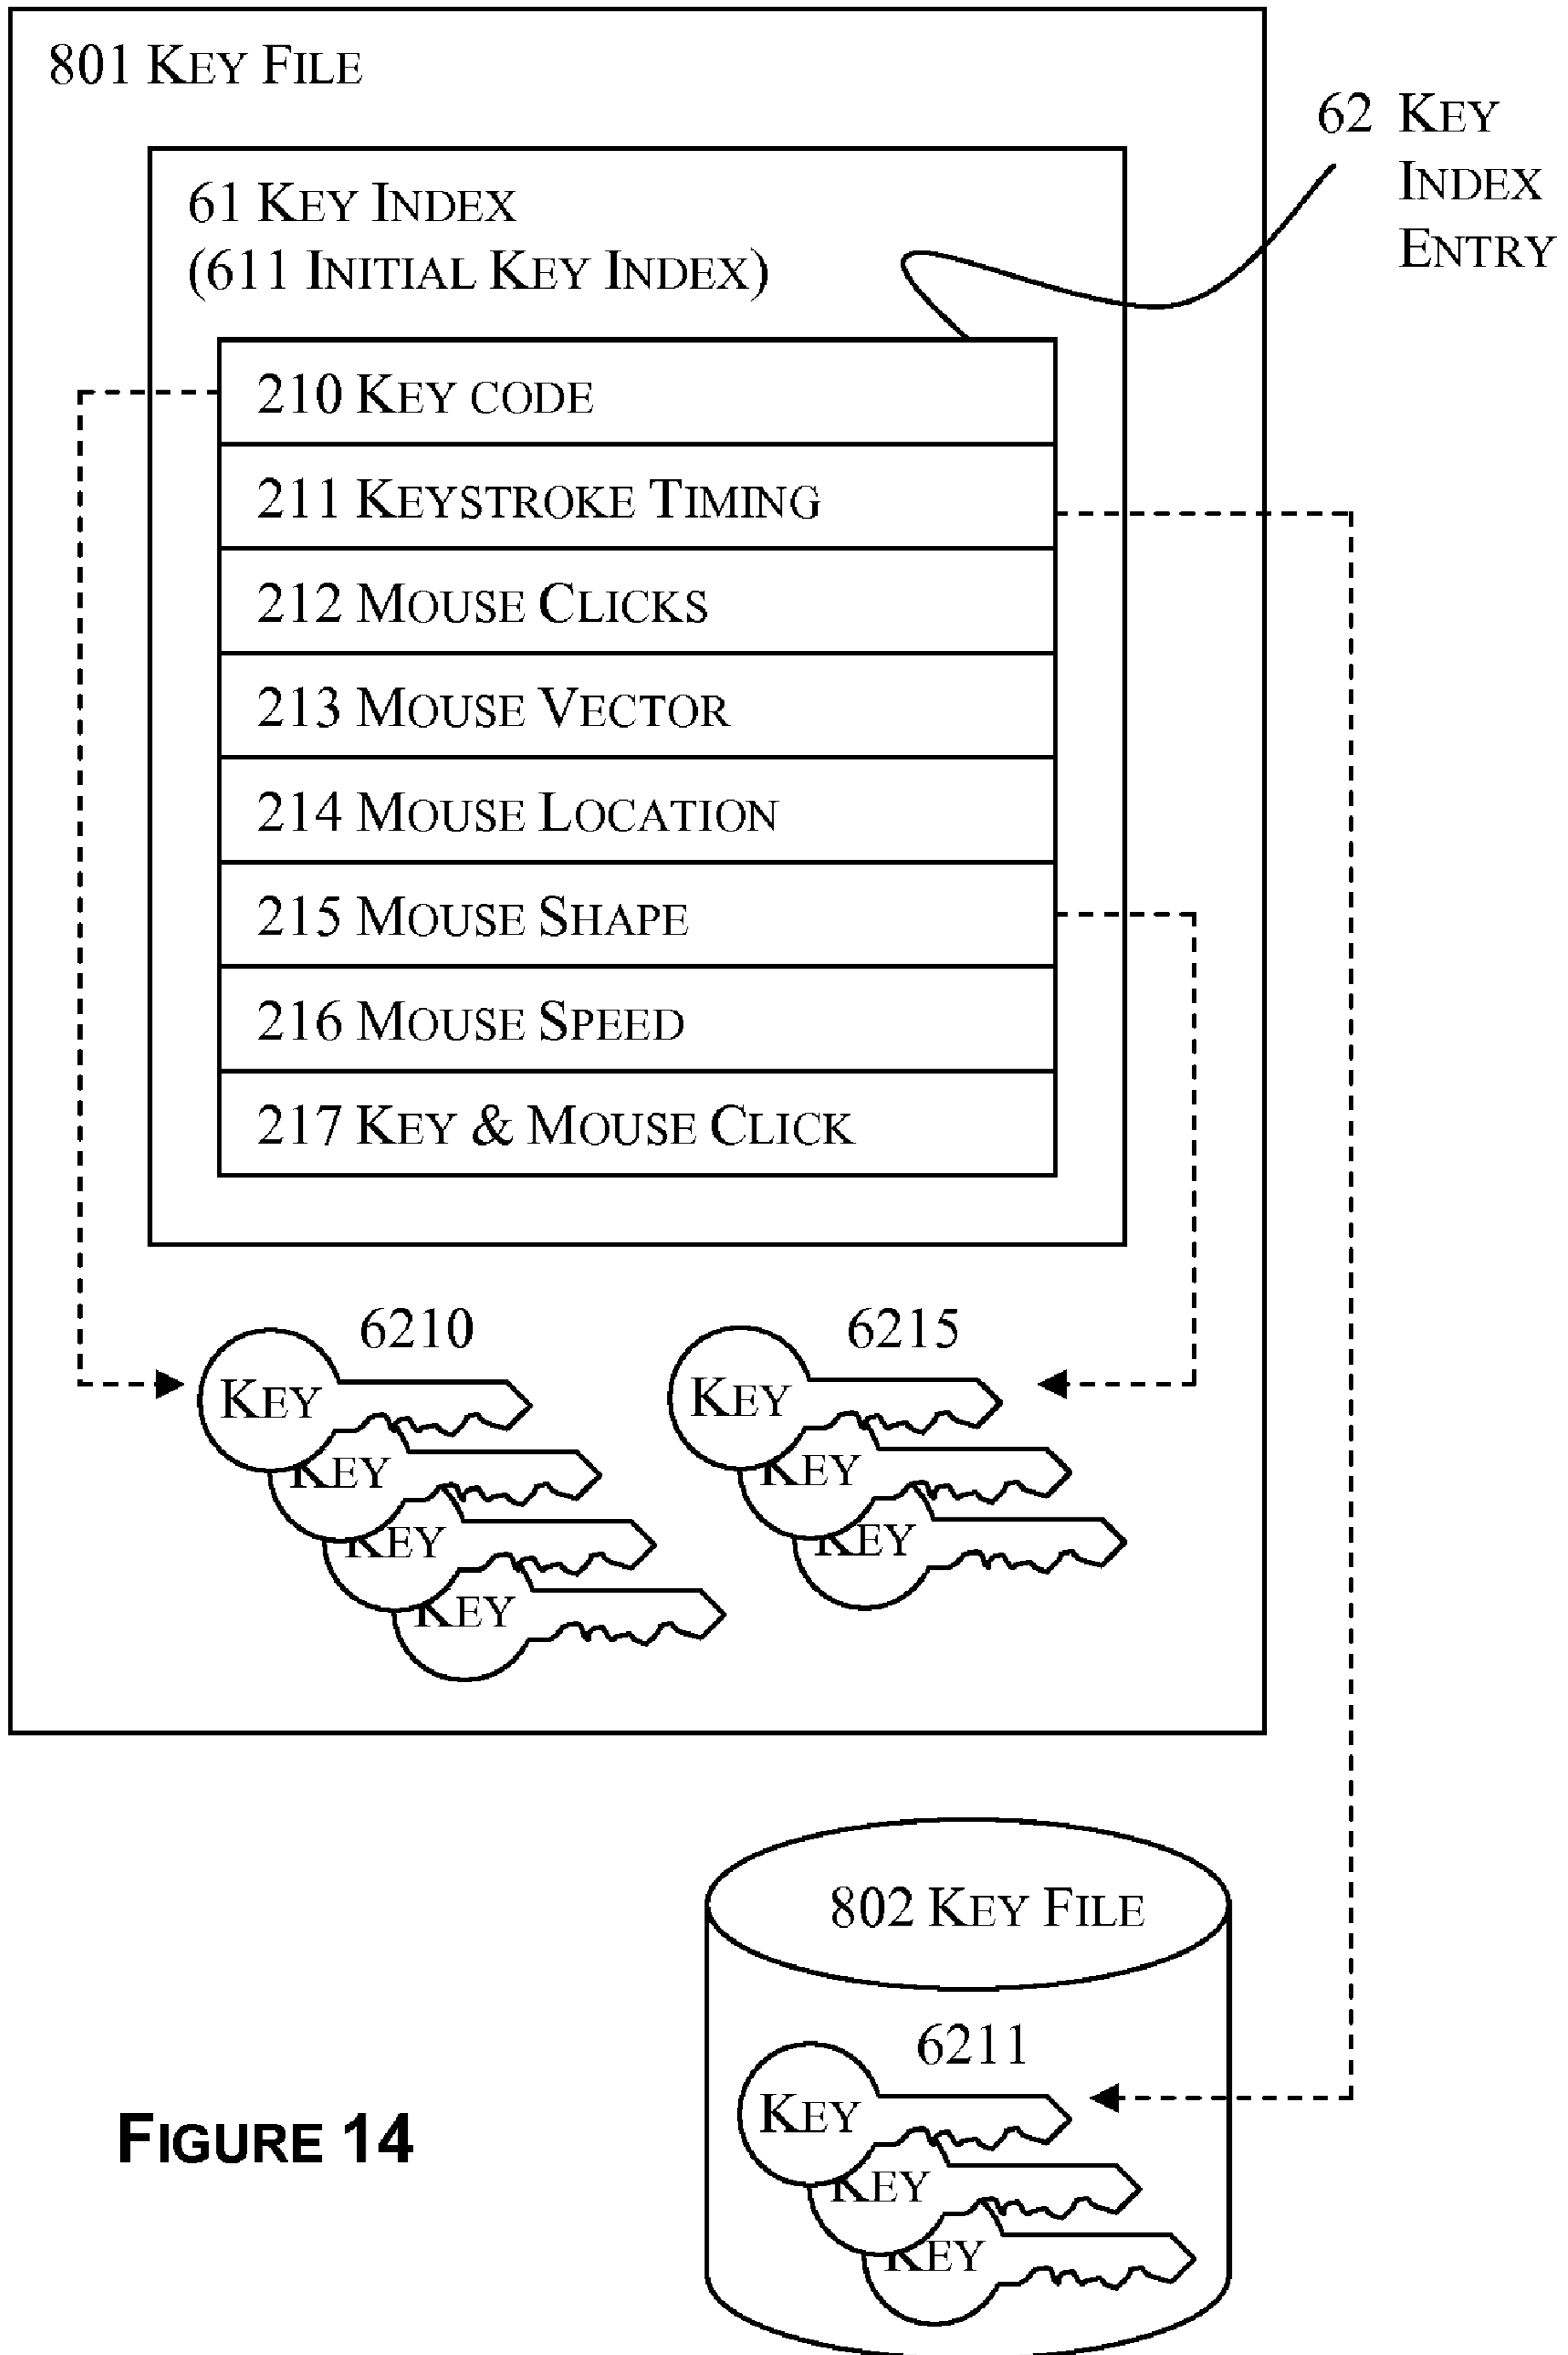 801 KEY FILE
62 KEY
INDEX
ENTRY
61 KEY INDEX
(611 INITIAL KEY INDEX)
210 KEY CODE
211 KEYSTROKE TIMING
212 MOUSE CLICKS
213 MOUSE VECTOR
214 MOUSE LOCATION
215 MOUSE SHAPE
216 MOUSE SPEED
217 KEY & MOUSE CLICK
6210
KEY
KEY
KEY
KEY
6215
KEY
KEY
KEY
802 KEY FILE
6211
KEY
KEY
KEY
FIGURE 14